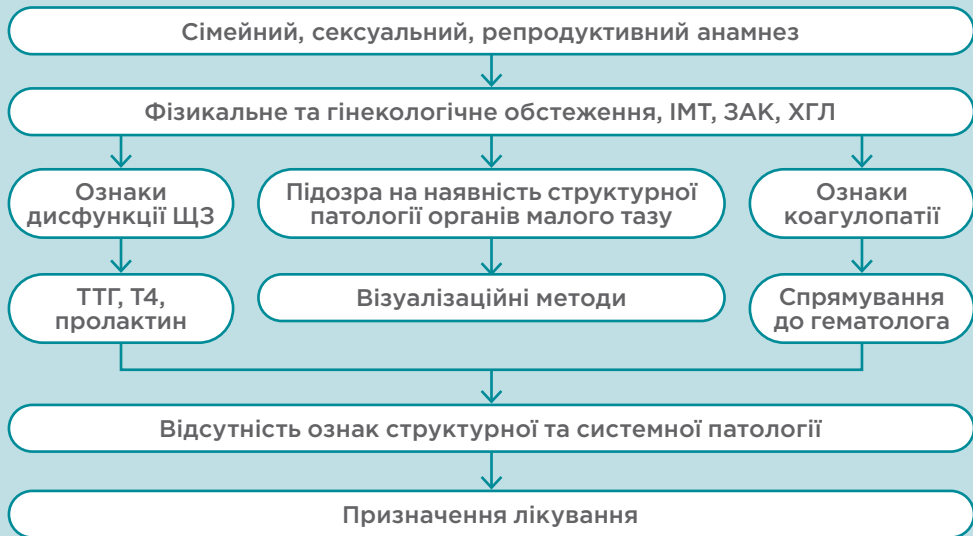 Сімейний, сексуальний, репродуктивний анамнез
Фізикальне та гінекологічне обстеження, ІМТ, ЗАК, ХГЛ
Ознаки
дисфункції ЩЗ
Підозра на наявність структурної
патології органів малого тазу
Ознаки
коагулопатії
ТТГ, Т4,
пролактин
Візуалізаційні методи
Спрямування
до гематолога
Відсутність ознак структурної та системної патології
Призначення лікування